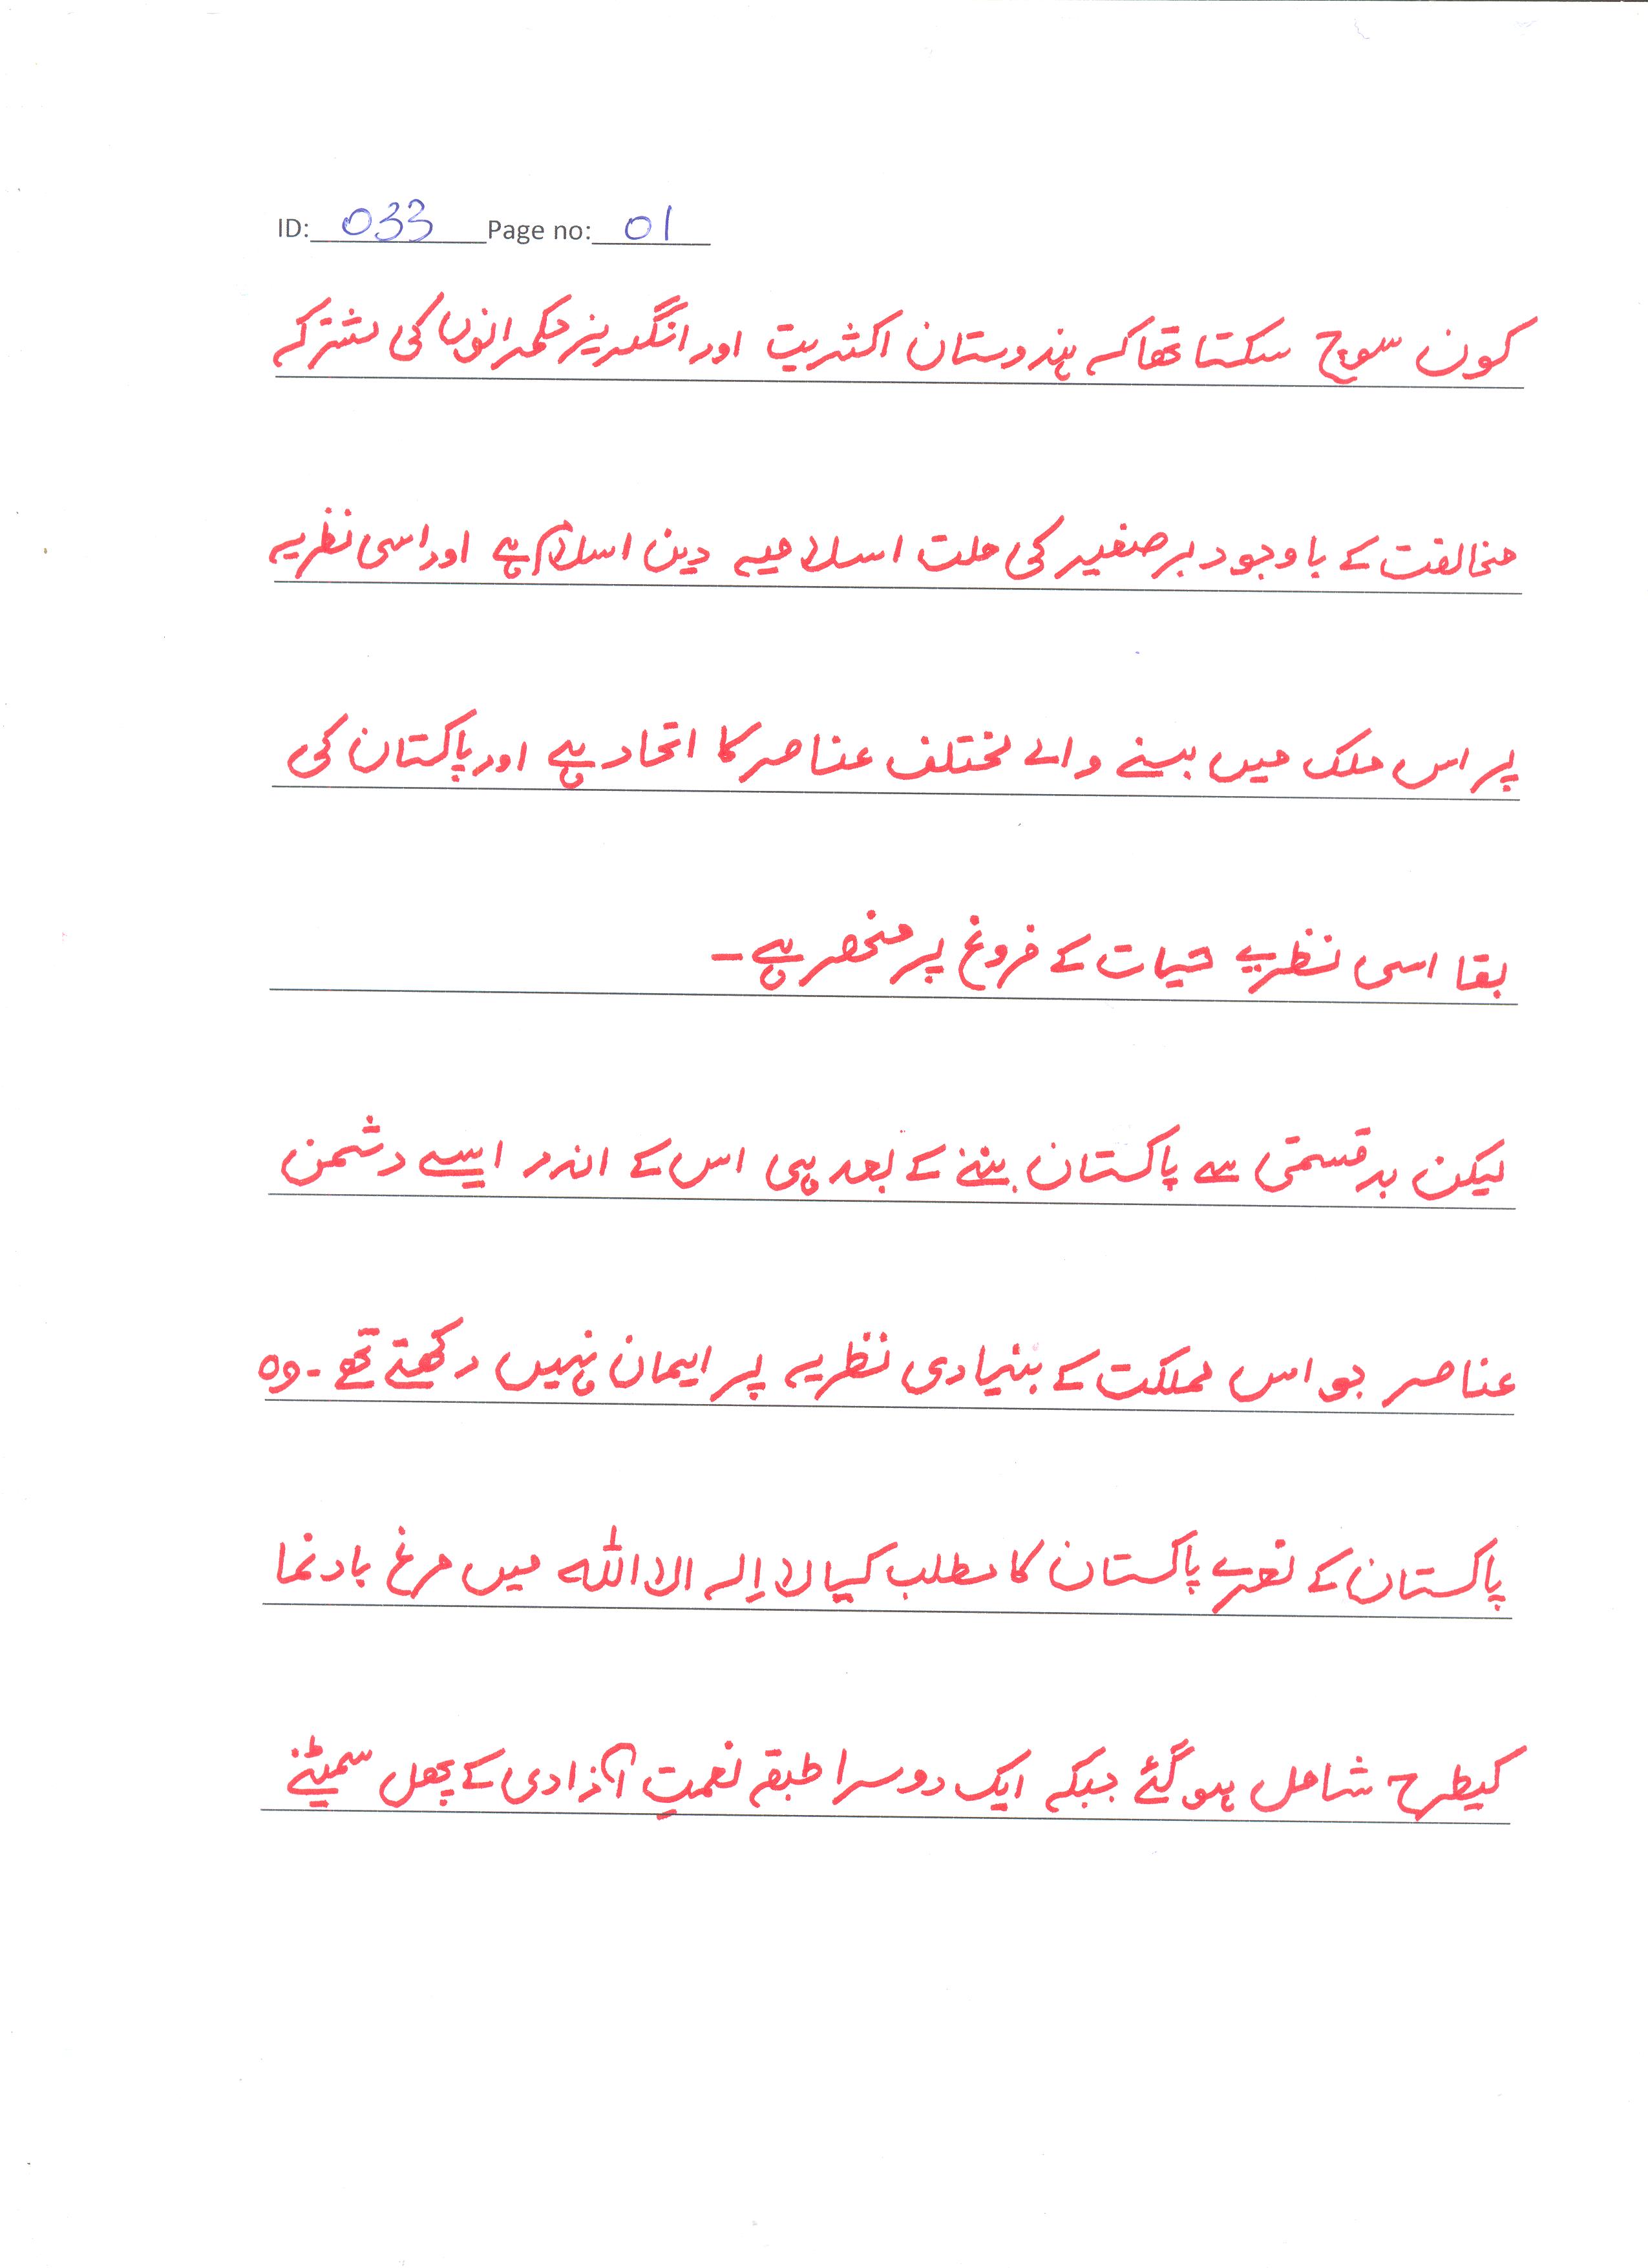 ID: 033 Page no: 01
کون سوچ سکتا تھا کہ ہندوستان اکثریت اور انگریز حکمرانوں کی مشترکہ
مخالفت کے باوجود برصغیر کی ملت اسلامیہ دین اسلام ہے اور اسی نظریہ
پر اس ملک میں بسنے والے مختلف عناصر کا اتحاد ہے اور پاکستان کی
بقا اسی نظریے حیات کے فروغ پر منحصر ہے۔
لیکن بدقسمتی سے پاکستان بننے کے بعد ہی اس کے اندر ایسے دشمن
عناصر جو اس مملکت کے بنیادی نظریہ پر ایمان نہیں رکھتے تھے۔ وہ
پاکستان کے نعرے پاکستان کا مطلب کیا لا اِلہ الا اللہ میں مرغ بادنما
کیطرح شامل ہو گئے جبکہ ایک دوسرا طبقہ نعمتِ آزادی کے پھل سمیٹنے